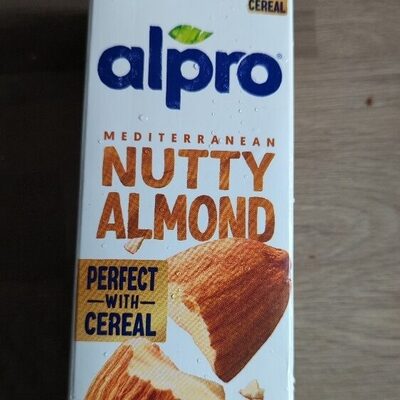 CEREAL
alpro
MEDITERRANEAN
NUTTY
ALMOND
PERFECT
WITH
CEREAL